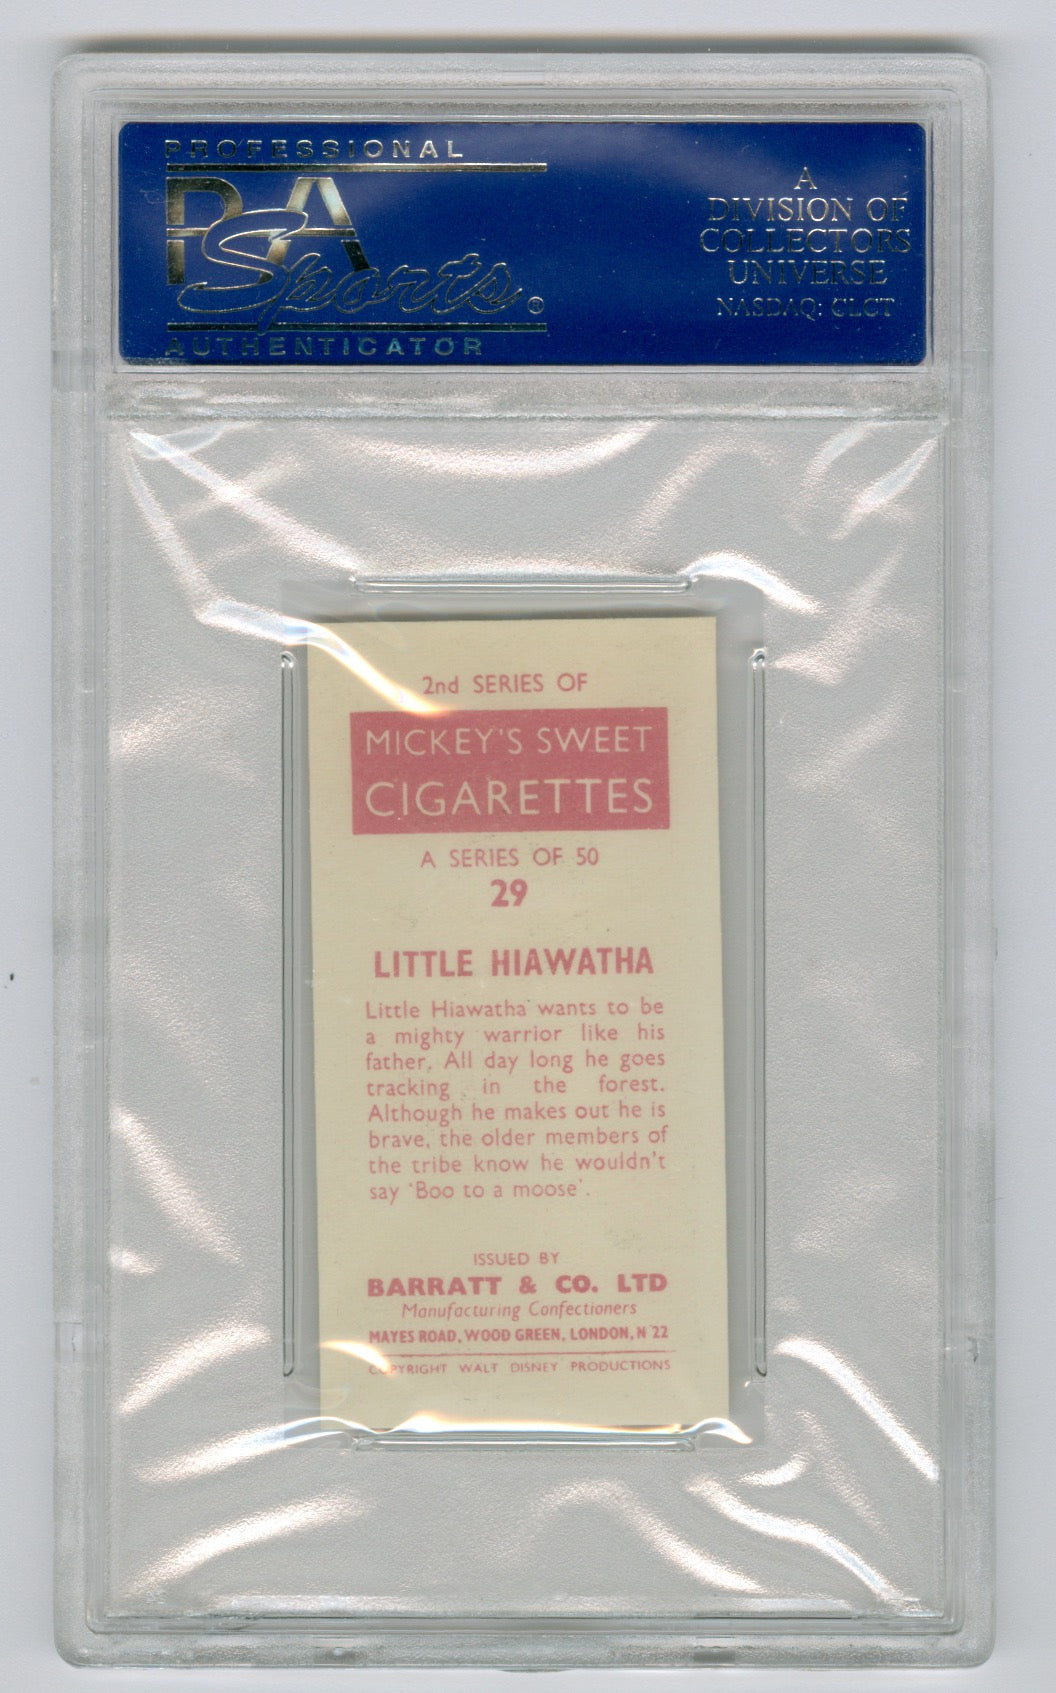 PROFESSIONAL
PSA
Sports®
AUTHENTICATOR
A
DIVISION OF
COLLECTORS
UNIVERSE
NASDAQ: CLCT
2nd SERIES OF
MICKEY'S SWEET
CIGARETTES
A SERIES OF 50
29
LITTLE HIAWATHA
Little Hiawatha wants to be
a mighty warrior like his
father. All day long he goes
tracking in the forest.
Although he makes out he is
brave, the older members of
the tribe know he wouldn't
say 'Boo to a moose'.
ISSUED BY
BARRATT & CO. LTD
Manufacturing Confectioners
MAYES ROAD, WOOD GREEN, LONDON, N 22
COPYRIGHT WALT DISNEY PRODUCTIONS